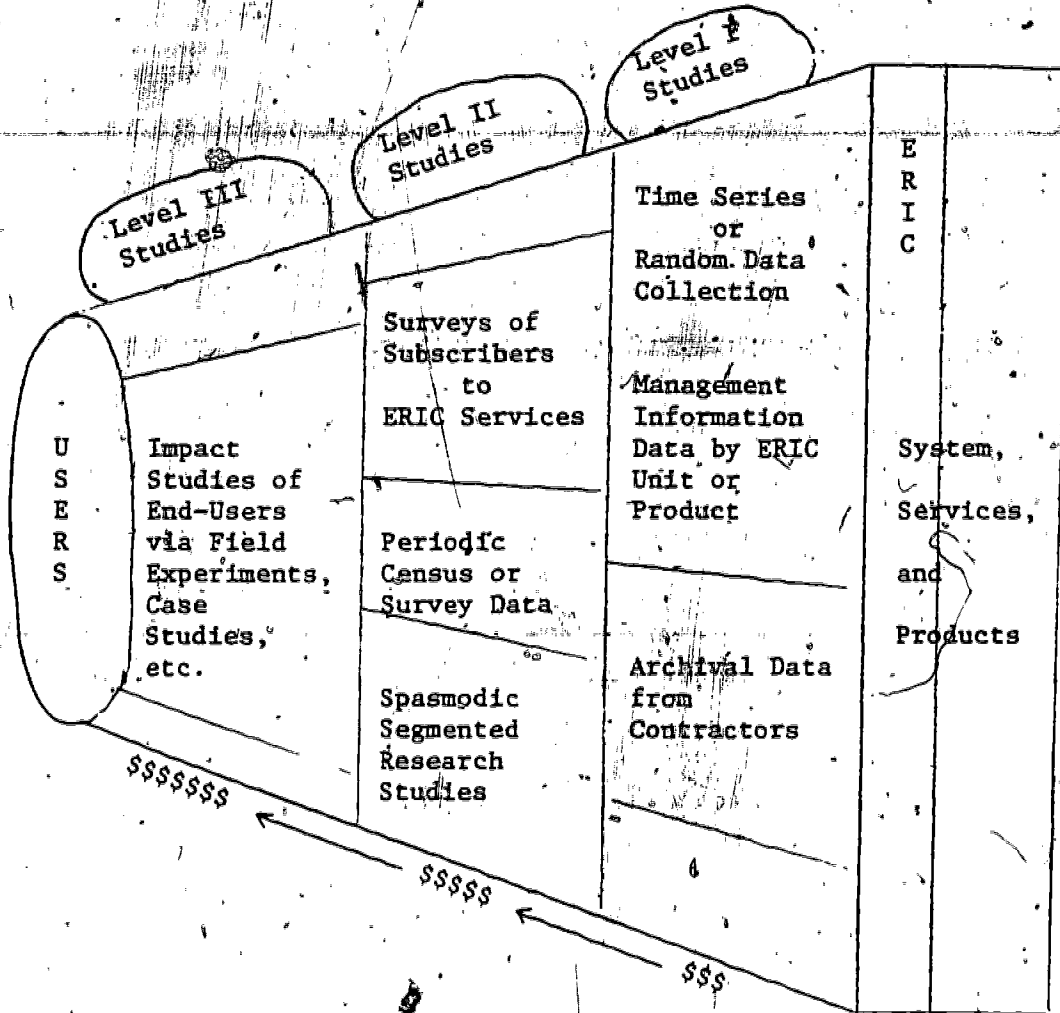 Level I
Studies
Level II
Studies
Level III
Studies
E
R
I
C
Time Series
or
Random Data
Collection
Management
Information
Data by ERIC
Unit or
Product
Archival Data
from
Contractors
System,
Services,
and
Products
Surveys of
Subscribers
to
ERIC Services
Periodic
Census or
Survey Data
Spasmodic
Segmented
Research
Studies
U
S
E
R
S
Impact
Studies of
End-Users
via Field
Experiments,
Case
Studies,
etc.
$$$$$$$
$$$$$
$$$